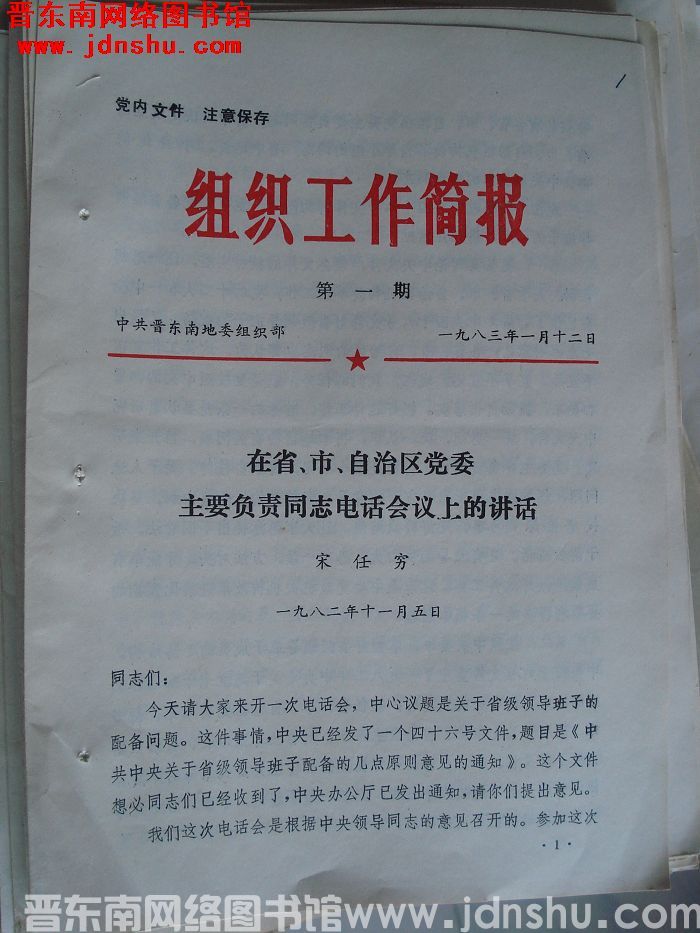 晋东南网络图书馆
www.jdnshu.com
1
党内文件 注意保存
组织工作简报
第一期
中共晋东南地委组织部 一九八三年一月十二日
在省、市、自治区党委
主要负责同志电话会议上的讲话
宋任穷
一九八二年十一月五日
同志们：
今天请大家来开一次电话会，中心议题是关于省级领导班子的
配备问题。这件事情，中央已经发了一个四十六号文件，题目是《中
共中央关于省级领导班子配备的几点原则意见的通知》。这个文件
想必同志们已经收到了，中央办公厅已发出通知，请你们提出意见。
我们这次电话会是根据中央领导同志的意见召开的。参加这次
· 1 ·
晋东南网络图书馆 www.jdnshu.com